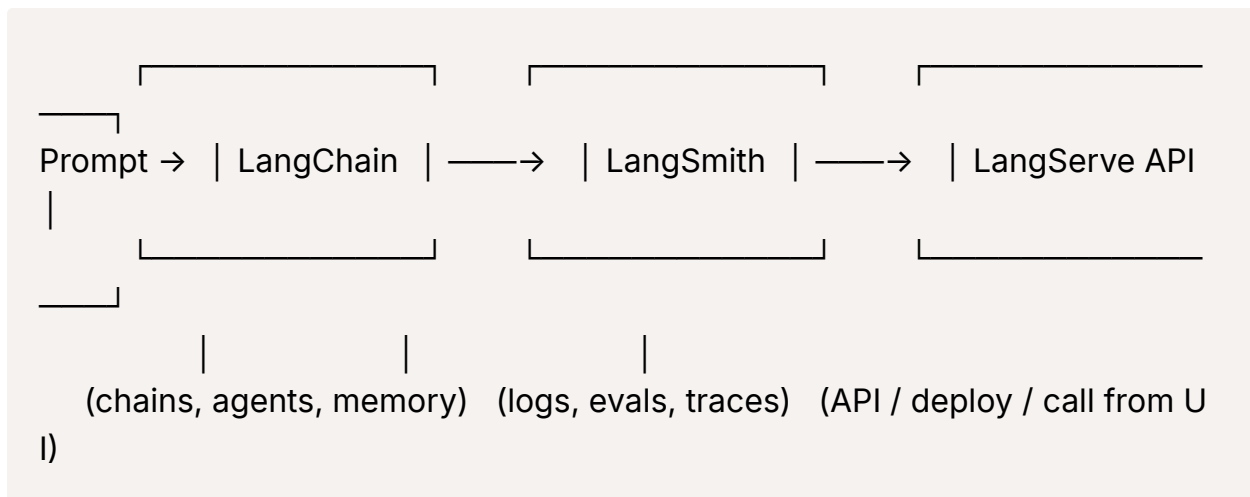 ┌─────────────────┐ ┌─────────────────┐ ┌────────────────
────┐
Prompt → │ LangChain │ ───→ │ LangSmith │ ───→ │ LangServe API
│
└─────────────────┘ └─────────────────┘ └────────────────
────┘
│ │ │
(chains, agents, memory) (logs, evals, traces) (API / deploy / call from U
I)